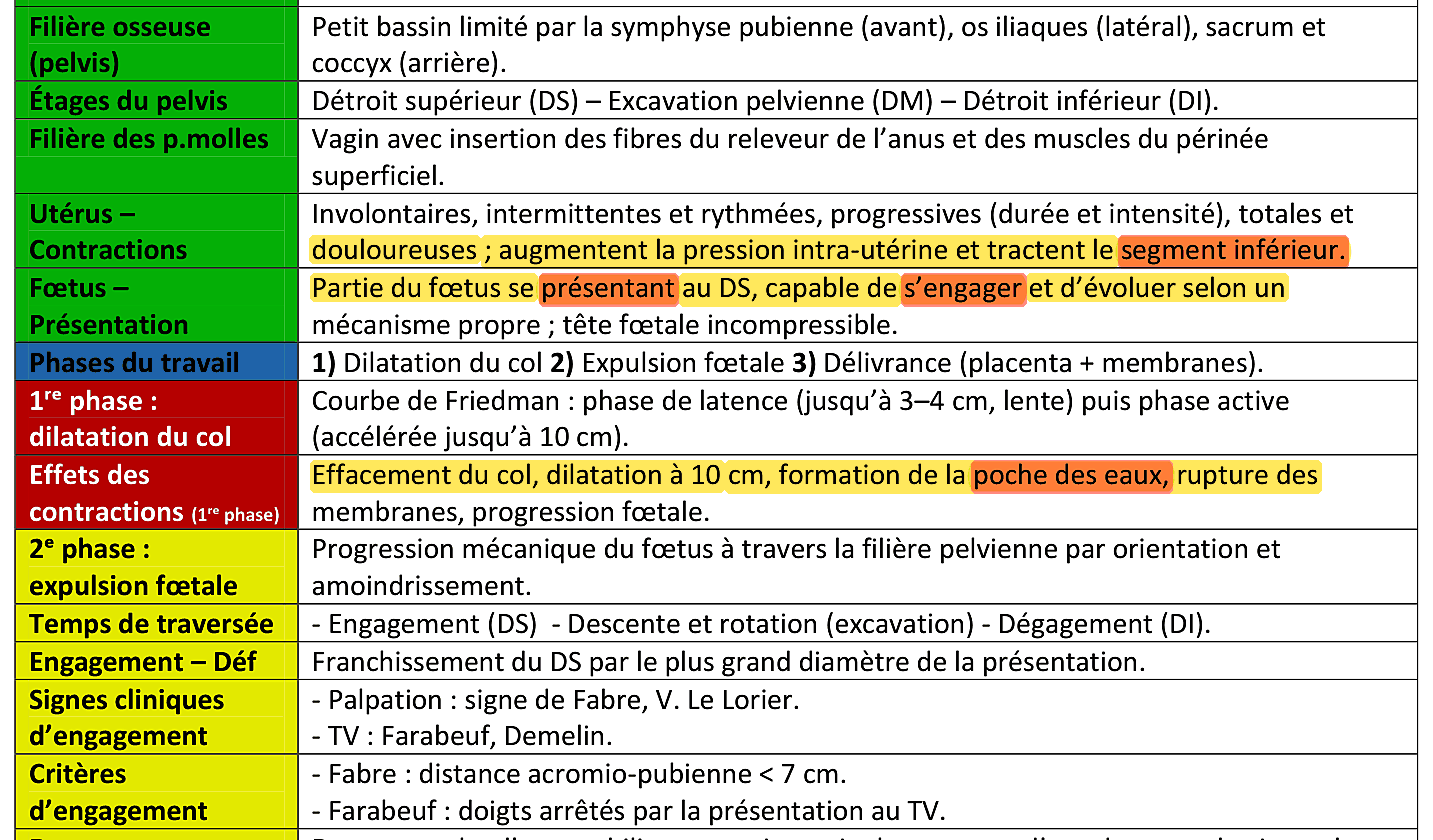 Filière osseuse
(pelvis)
Petit bassin limité par la symphyse pubienne (avant), os iliaques (latéral), sacrum et
coccyx (arrière).
Étages du pelvis
Détroit supérieur (DS) – Excavation pelvienne (DM) – Détroit inférieur (DI).
Filière des p.molles
Vagin avec insertion des fibres du releveur de l’anus et des muscles du périnée
superficiel.
Utérus –
Contractions
Involontaires, intermittentes et rythmées, progressives (durée et intensité), totales et
douloureuses ; augmentent la pression intra-utérine et tractent le segment inférieur.
Fœtus –
Présentation
Partie du fœtus se présentant au DS, capable de s’engager et d’évoluer selon un
mécanisme propre ; tête fœtale incompressible.
Phases du travail
1) Dilatation du col 2) Expulsion fœtale 3) Délivrance (placenta + membranes).
1re phase :
dilatation du col
Courbe de Friedman : phase de latence (jusqu’à 3–4 cm, lente) puis phase active
(accélérée jusqu’à 10 cm).
Effets des
contractions (1re phase)
Effacement du col, dilatation à 10 cm, formation de la poche des eaux, rupture des
membranes, progression fœtale.
2e phase :
expulsion fœtale
Progression mécanique du fœtus à travers la filière pelvienne par orientation et
amoindrissement.
Temps de traversée
- Engagement (DS) - Descente et rotation (excavation) - Dégagement (DI).
Engagement – Déf
Franchissement du DS par le plus grand diamètre de la présentation.
Signes cliniques
d’engagement
- Palpation : signe de Fabre, V. Le Lorier.
- TV : Farabeuf, Demelin.
Critères
d’engagement
- Fabre : distance acromio-pubienne < 7 cm.
- Farabeuf : doigts arrêtés par la présentation au TV.